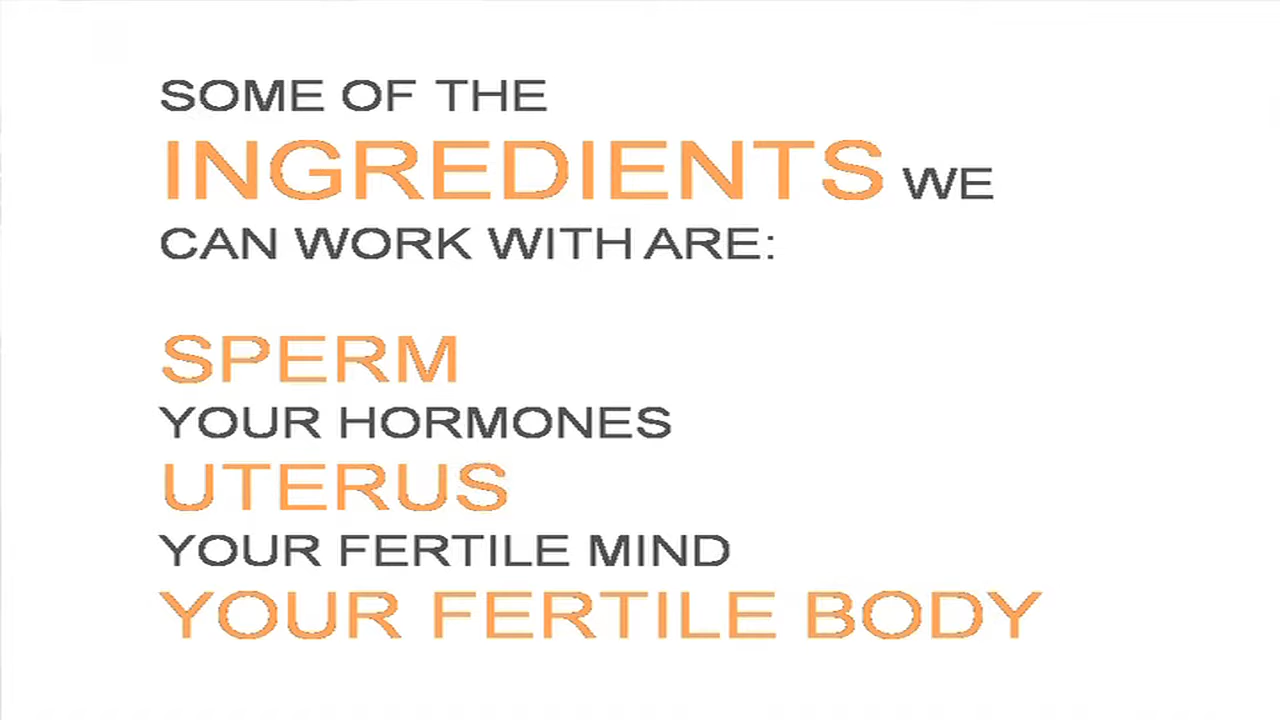 SOME OF THE
INGREDIENTS WE
CAN WORK WITH ARE:
SPERM
YOUR HORMONES
UTERUS
YOUR FERTILE MIND
YOUR FERTILE BODY